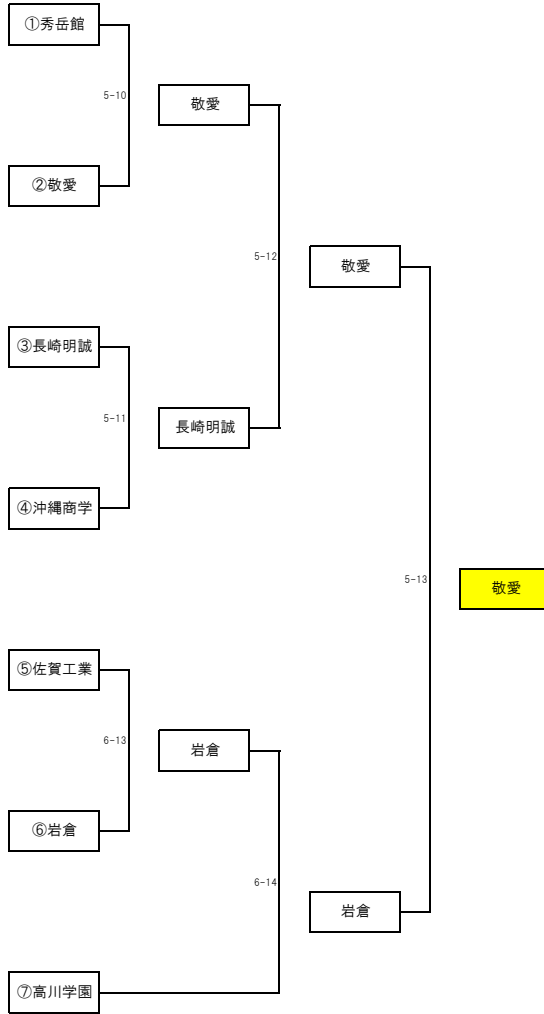 ①秀岳館
5-10
敬愛
②敬愛
5-12
敬愛
③長崎明誠
5-11
長崎明誠
④沖縄商学
5-13
敬愛
⑤佐賀工業
6-13
岩倉
⑥岩倉
6-14
岩倉
⑦高川学園